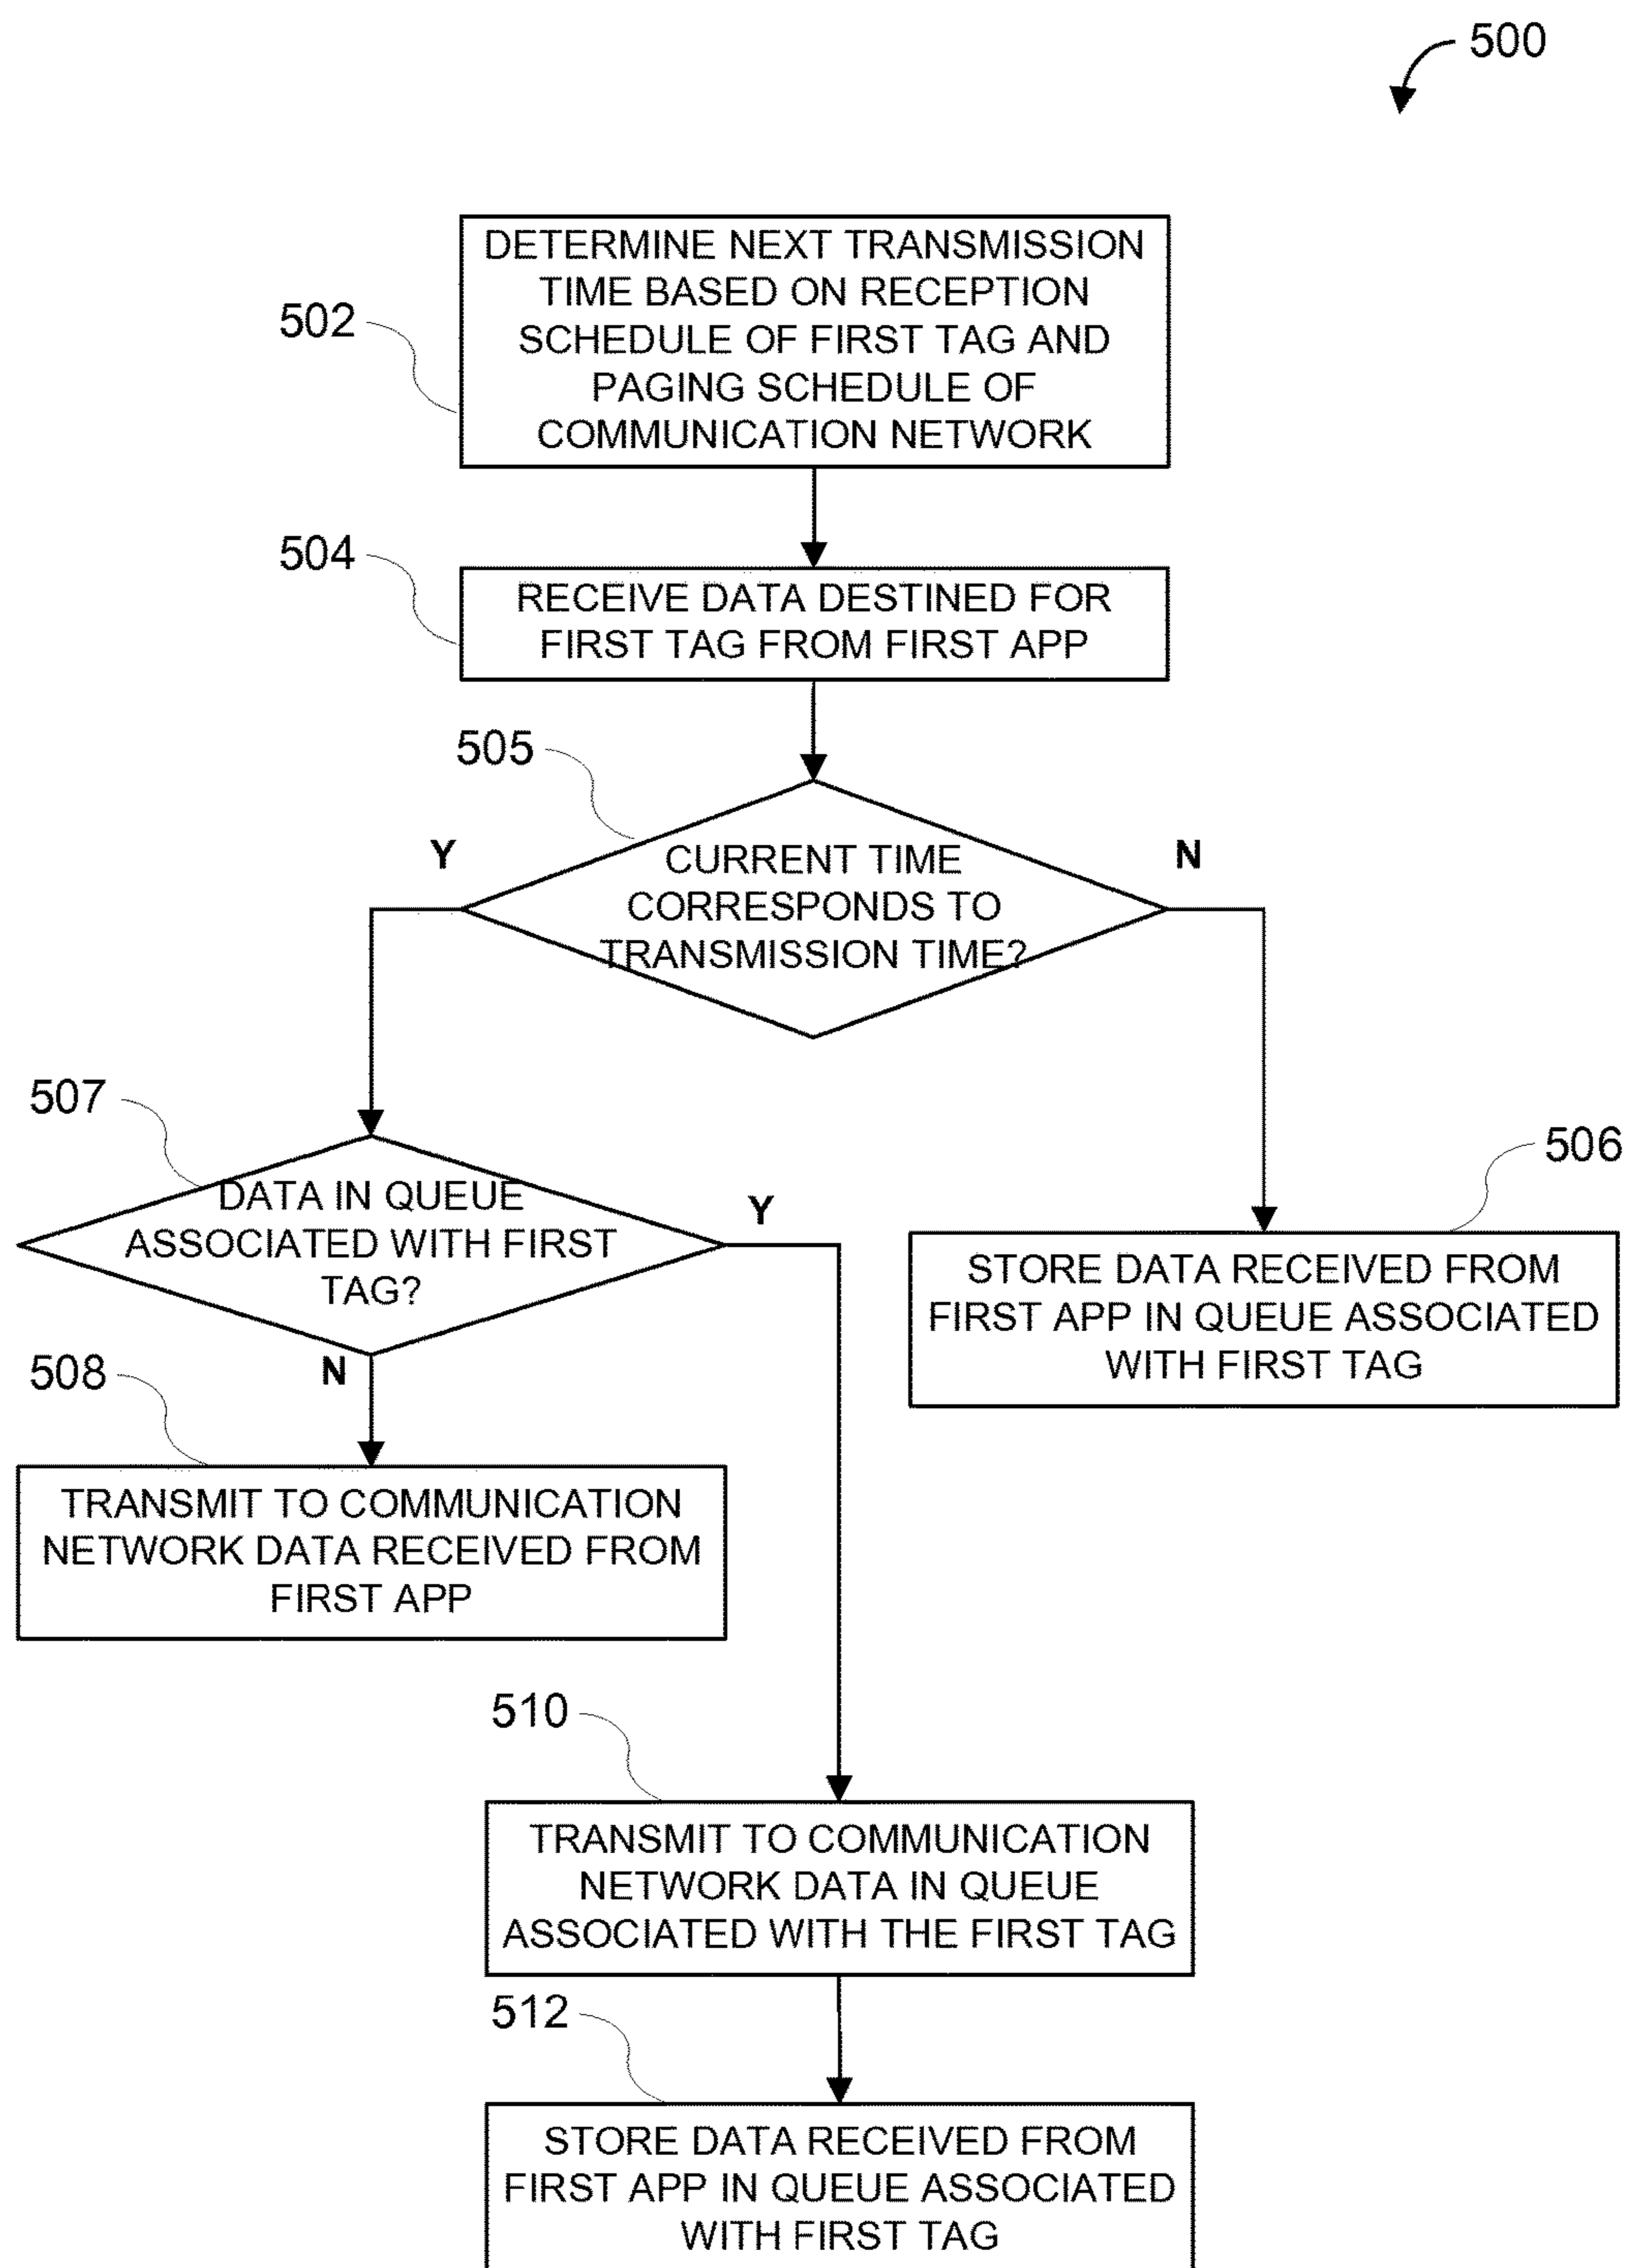 500
502
DETERMINE NEXT TRANSMISSION
TIME BASED ON RECEPTION
SCHEDULE OF FIRST TAG AND
PAGING SCHEDULE OF
COMMUNICATION NETWORK
504
RECEIVE DATA DESTINED FOR
FIRST TAG FROM FIRST APP
505
Y
N
CURRENT TIME
CORRESPONDS TO
TRANSMISSION TIME?
507
DATA IN QUEUE
ASSOCIATED WITH FIRST
TAG?
Y
N
506
STORE DATA RECEIVED FROM
FIRST APP IN QUEUE ASSOCIATED
WITH FIRST TAG
508
TRANSMIT TO COMMUNICATION
NETWORK DATA RECEIVED FROM
FIRST APP
510
TRANSMIT TO COMMUNICATION
NETWORK DATA IN QUEUE
ASSOCIATED WITH THE FIRST TAG
512
STORE DATA RECEIVED FROM
FIRST APP IN QUEUE ASSOCIATED
WITH FIRST TAG